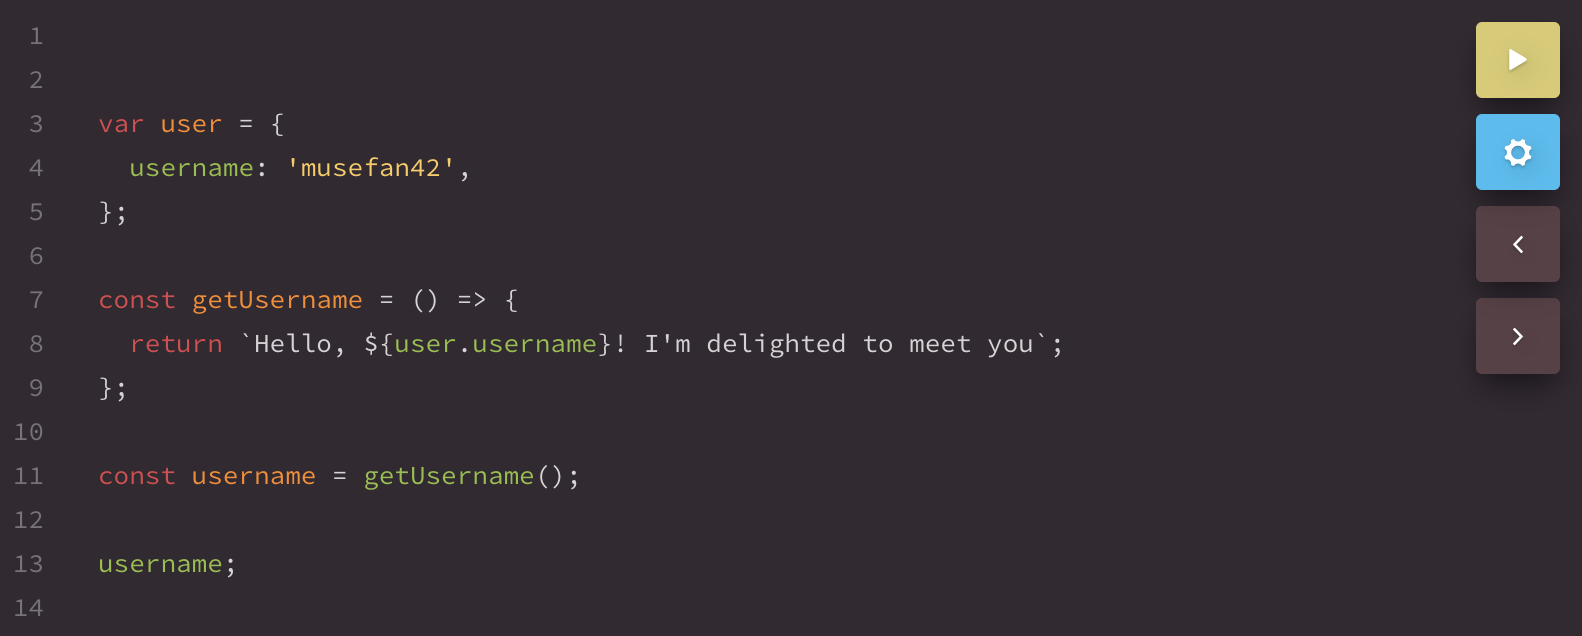 1
2
3 var user = {
4 username: 'musefan42',
5 };
6
7 const getUsername = () => {
8 return `Hello, ${user.username}! I'm delighted to meet you`;
9 };
10
11 const username = getUsername();
12
13 username;
14